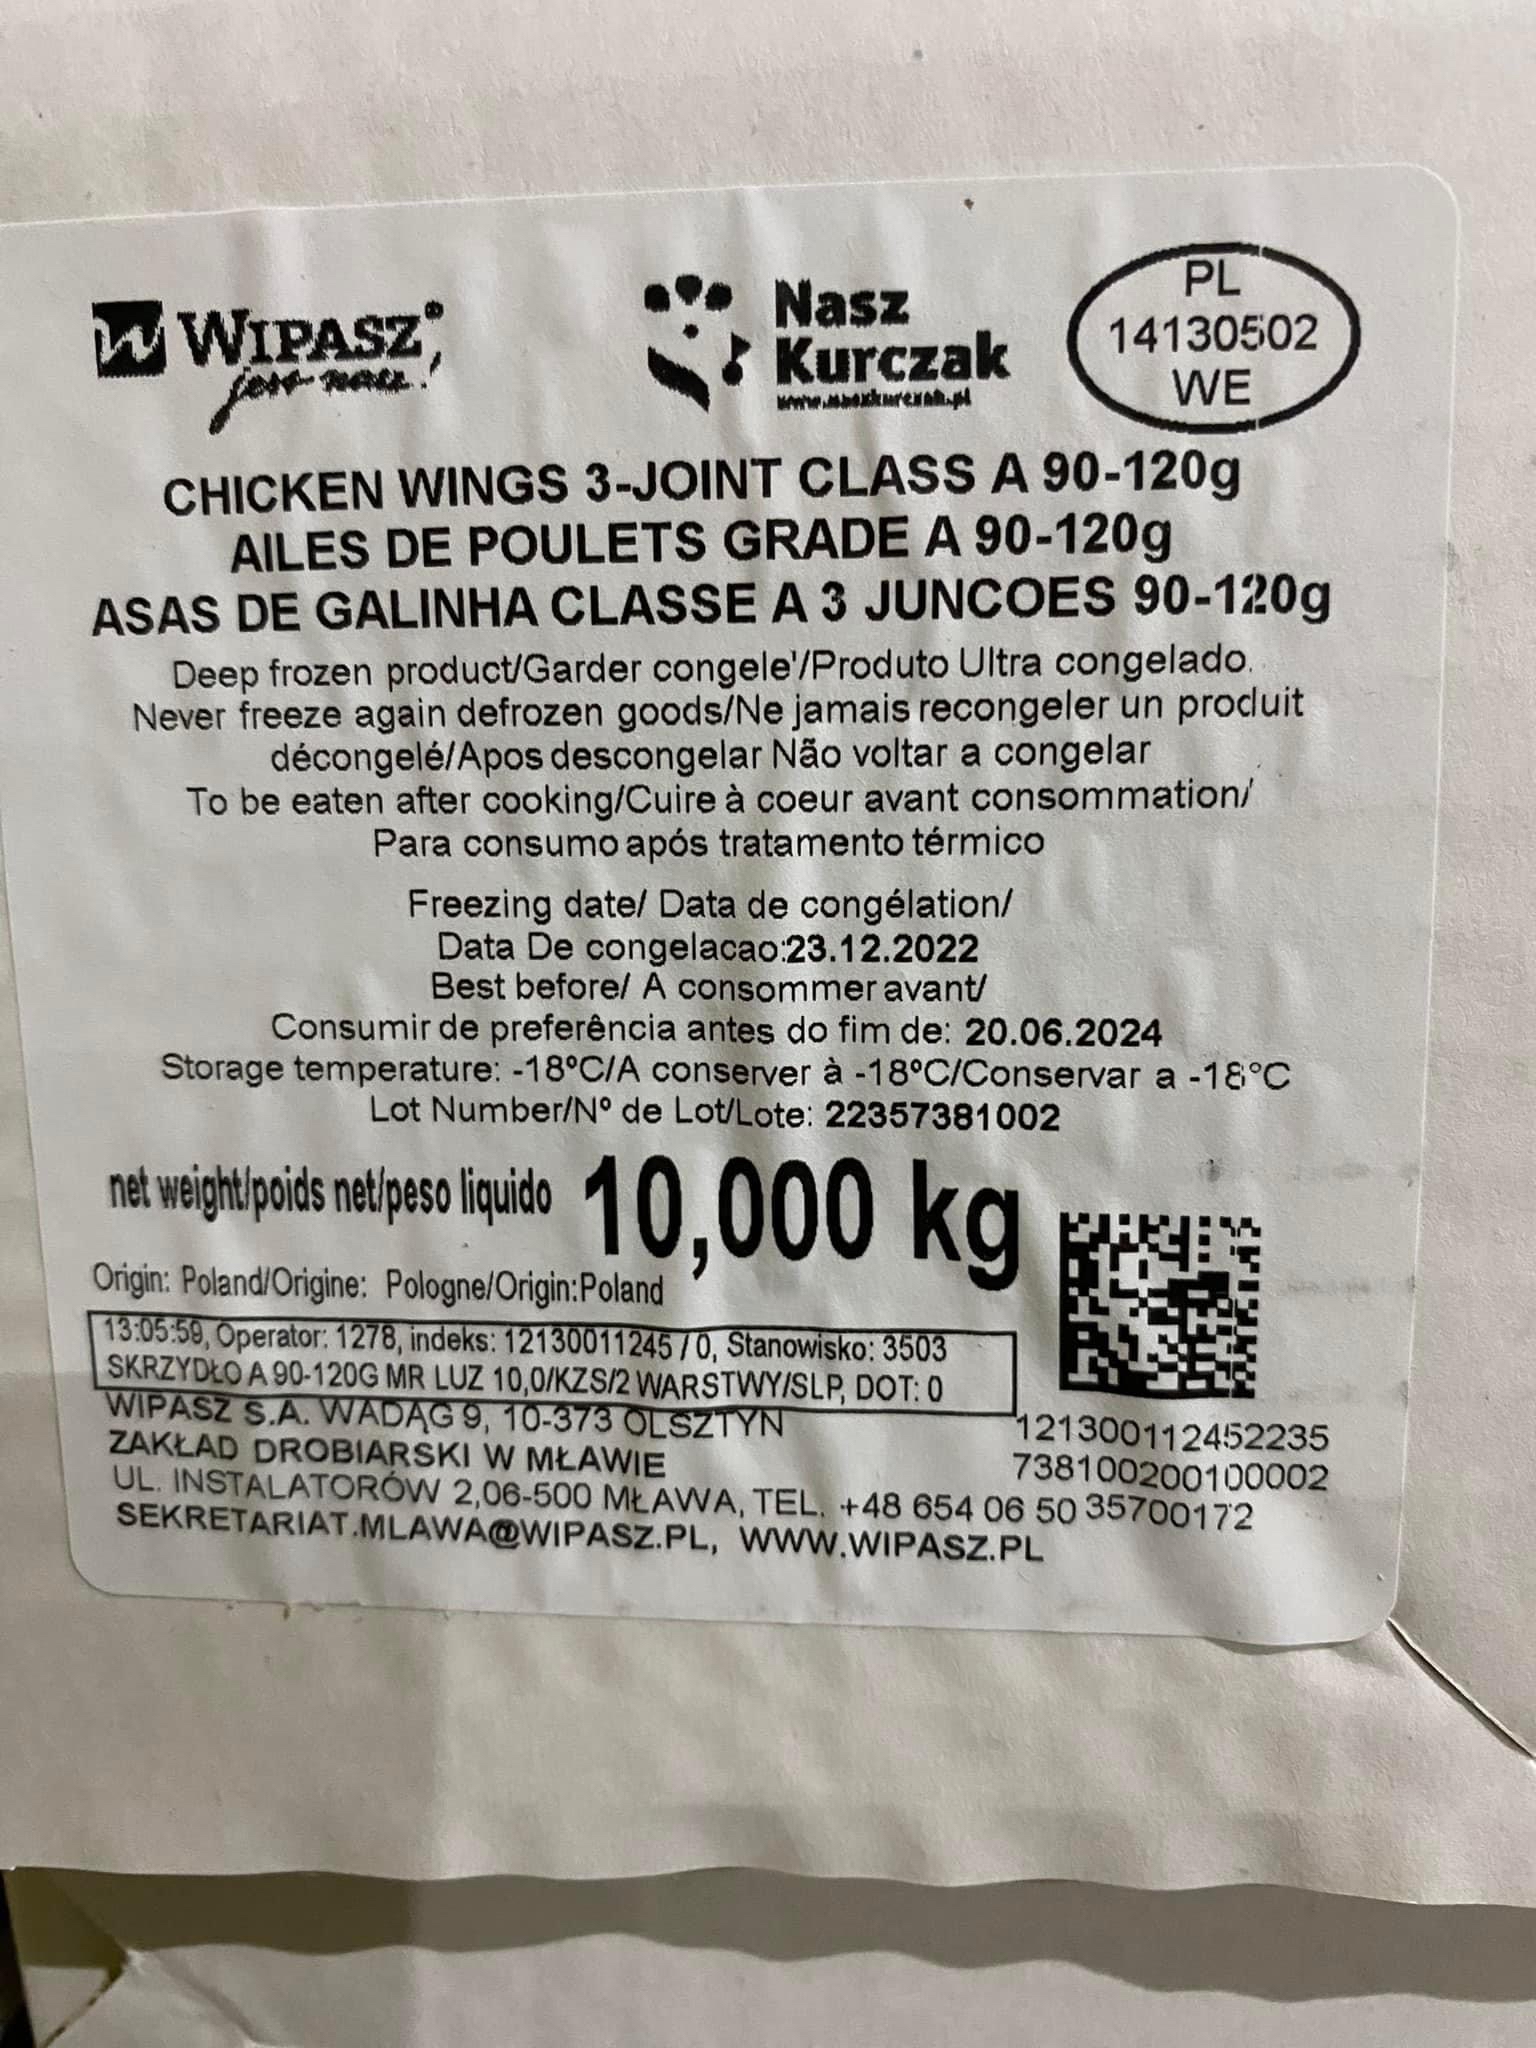 WIPASZ®
jest nasz!
Nasz
Kurczak
www.naszkurczak.pl
PL
14130502
WE
CHICKEN WINGS 3-JOINT CLASS A 90-120g
AILES DE POULETS GRADE A 90-120g
ASAS DE GALINHA CLASSE A 3 JUNCOES 90-120g
Deep frozen product/Garder congele'/Produto Ultra congelado.
Never freeze again defrozen goods/Ne jamais recongeler un produit
décongelé/Apos descongelar Não voltar a congelar
To be eaten after cooking/Cuire à coeur avant consommation/
Para consumo após tratamento térmico
Freezing date/ Data de congélation/
Data De congelacao:23.12.2022
Best before/ A consommer avant/
Consumir de preferência antes do fim de: 20.06.2024
Storage temperature: -18ºC/A conserver à -18ºC/Conservar a -18°C
Lot Number/Nº de Lot/Lote: 22357381002
net weight/poids net/peso liquido 10,000 kg
Origin: Poland/Origine: Pologne/Origin:Poland
13:05:59, Operator: 1278, indeks: 12130011245 / 0, Stanowisko: 3503
SKRZYDŁO A 90-120G MR LUZ 10,0/KZS/2 WARSTWY/SLP, DOT: 0
WIPASZ S.A. WADĄG 9, 10-373 OLSZTYN
ZAKŁAD DROBIARSKI W MŁAWIE
UL. INSTALATORÓW 2,06-500 MŁAWA, TEL. +48 654 06 50
SEKRETARIAT.MLAWA@WIPASZ.PL, WWW.WIPASZ.PL
121300112452235
738100200100002
35700172